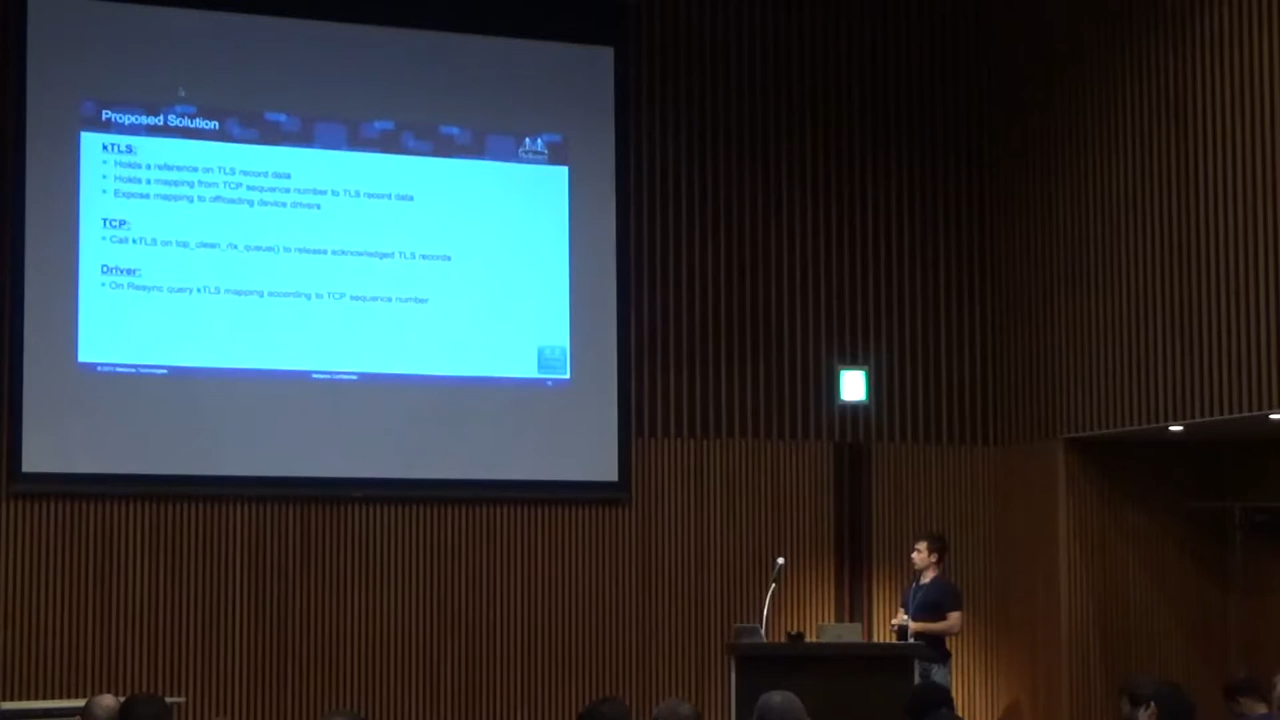 Proposed Solution
kTLS:
Holds a reference on TLS record data
Holds a mapping from TCP sequence number to TLS record data
Expose mapping to offloading device drivers
TCP:
Call kTLS on tcp_clean_rtx_queue() to release acknowledged TLS records
Driver:
On Resync query kTLS mapping according to TCP sequence number
Mellanox Confidential